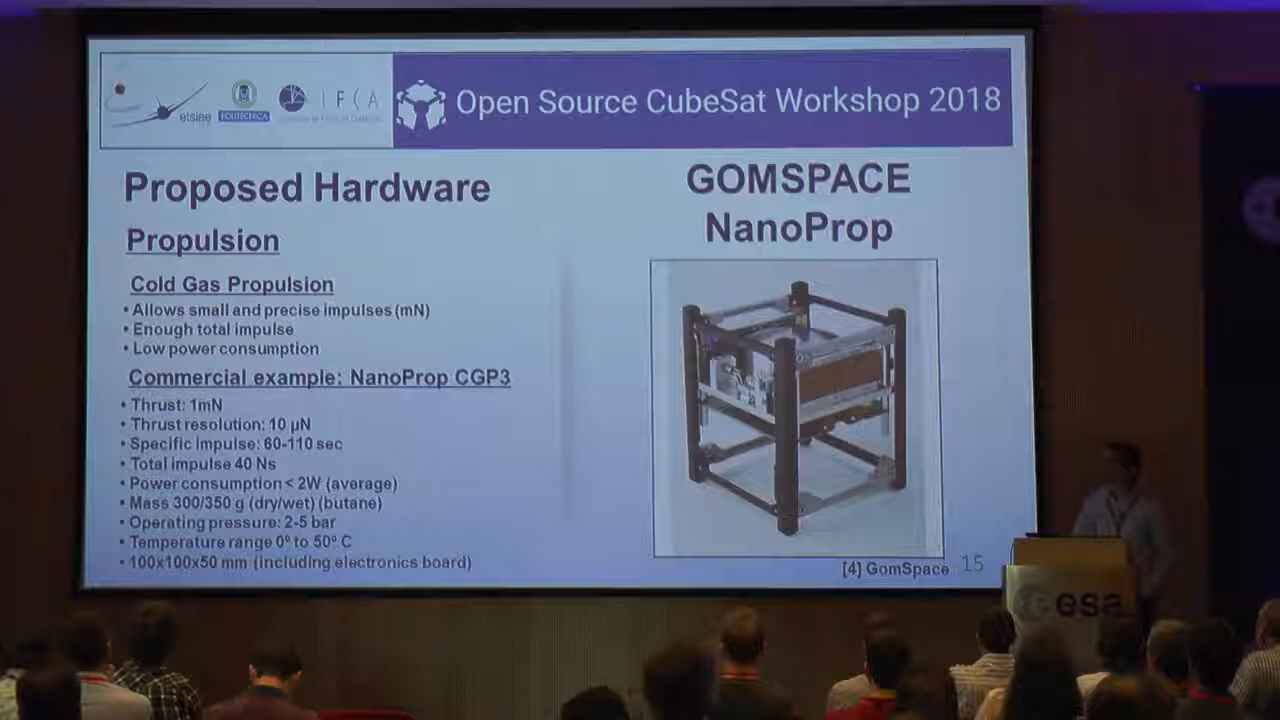 etsiae
POLITÉCNICA
I F C A
Open Source CubeSat Workshop 2018
Proposed Hardware
Propulsion
Cold Gas Propulsion
• Allows small and precise impulses (mN)
• Enough total impulse
• Low power consumption
Commercial example: NanoProp CGP3
• Thrust: 1mN
• Thrust resolution: 10 µN
• Specific impulse: 60-110 sec
• Total impulse 40 Ns
• Power consumption < 2W (average)
• Mass 300/350 g (dry/wet) (butane)
• Operating pressure: 2-5 bar
• Temperature range 0º to 50º C
• 100x100x50 mm (including electronics board)
GOMSPACE
NanoProp
[4] GomSpace
15
esa